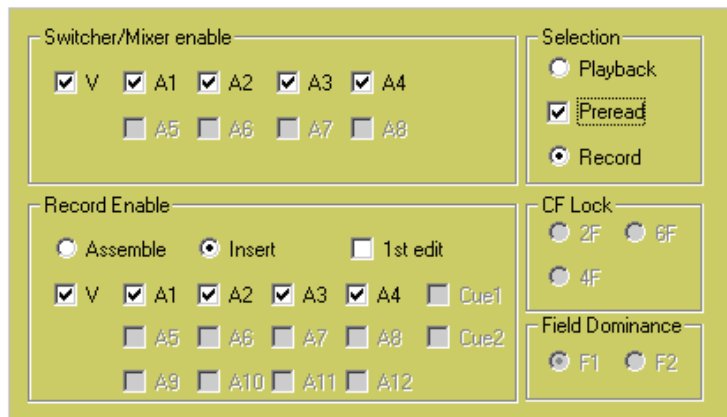 Switcher/Mixer enable
V A1 A2 A3 A4
A5 A6 A7 A8
Selection
Playback
Preread
Record
Record Enable
Assemble Insert 1st edit
V A1 A2 A3 A4 Cue1
A5 A6 A7 A8 Cue2
A9 A10 A11 A12
CF Lock
2F 6F
4F
Field Dominance
F1 F2